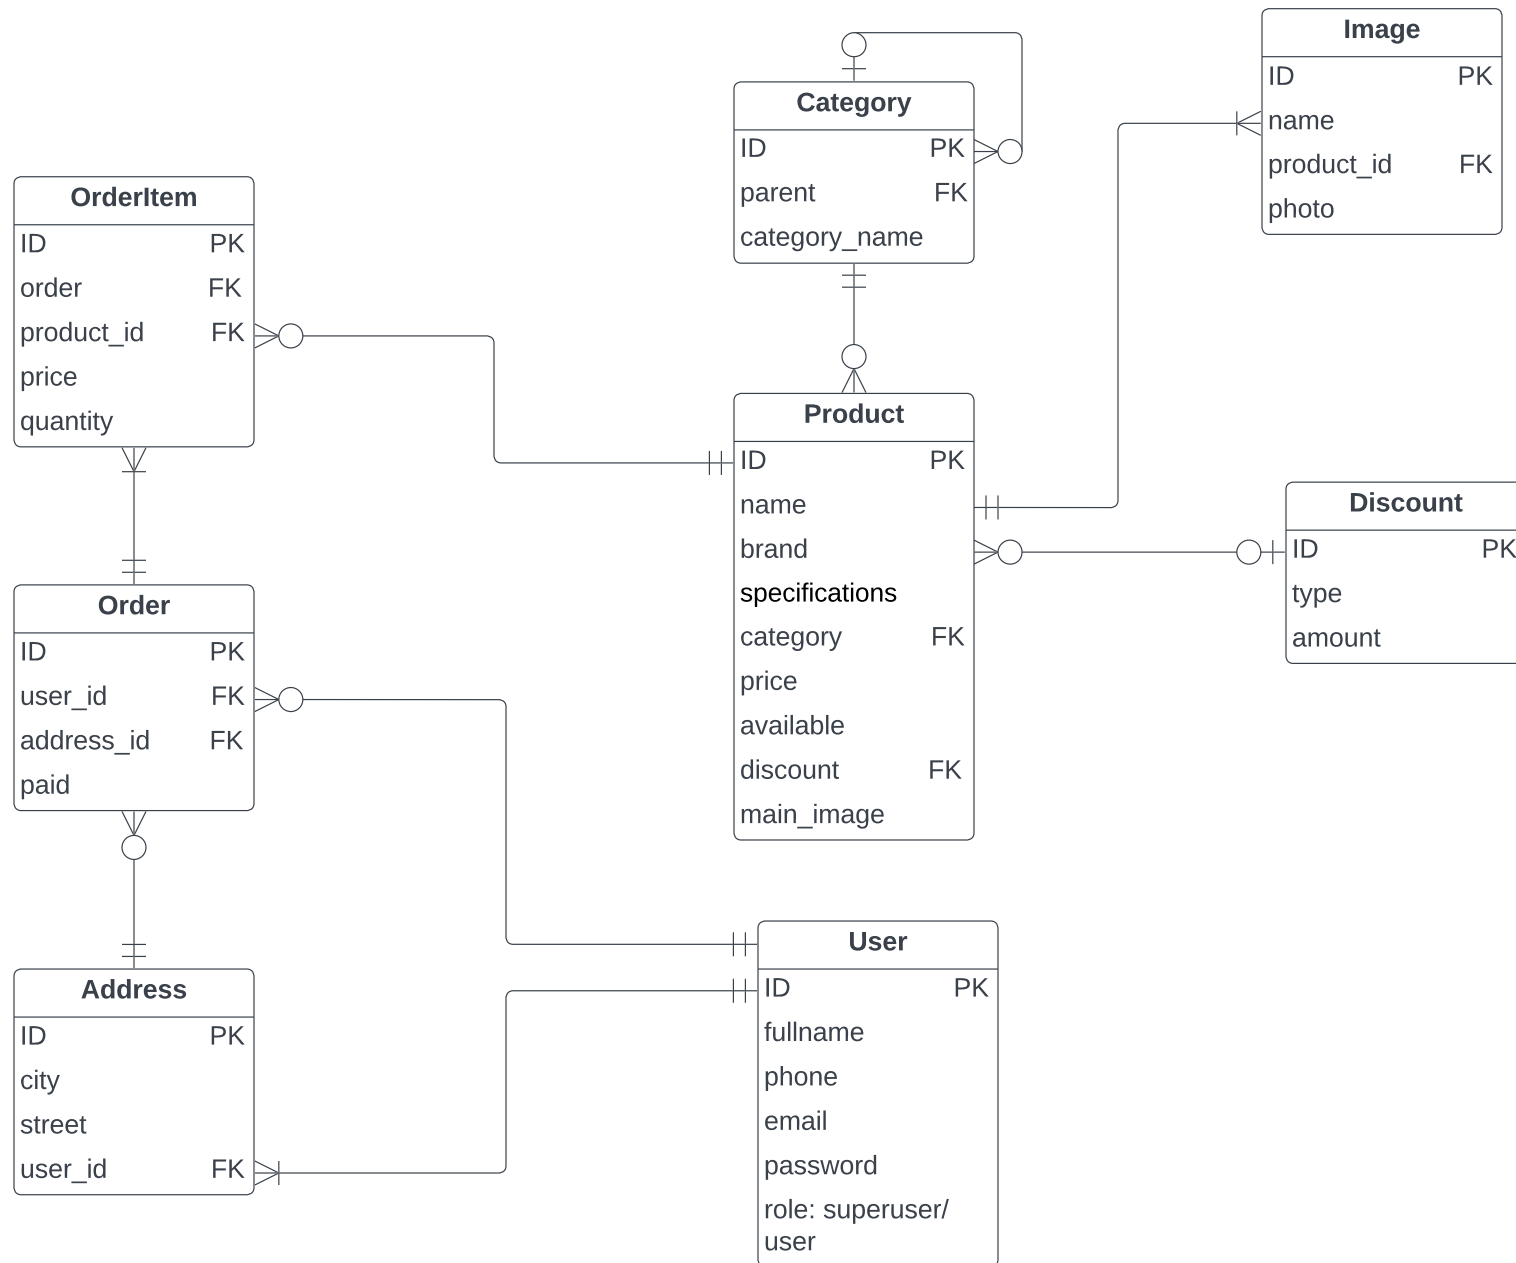 Image
ID PK
name
product_id FK
photo
Category
ID PK
parent FK
category_name
OrderItem
ID PK
order FK
product_id FK
price
quantity
Product
ID PK
name
brand
specifications
category FK
price
available
discount FK
main_image
Discount
ID PK
type
amount
Order
ID PK
user_id FK
address_id FK
paid
User
ID PK
fullname
phone
email
password
role: superuser/
user
Address
ID PK
city
street
user_id FK